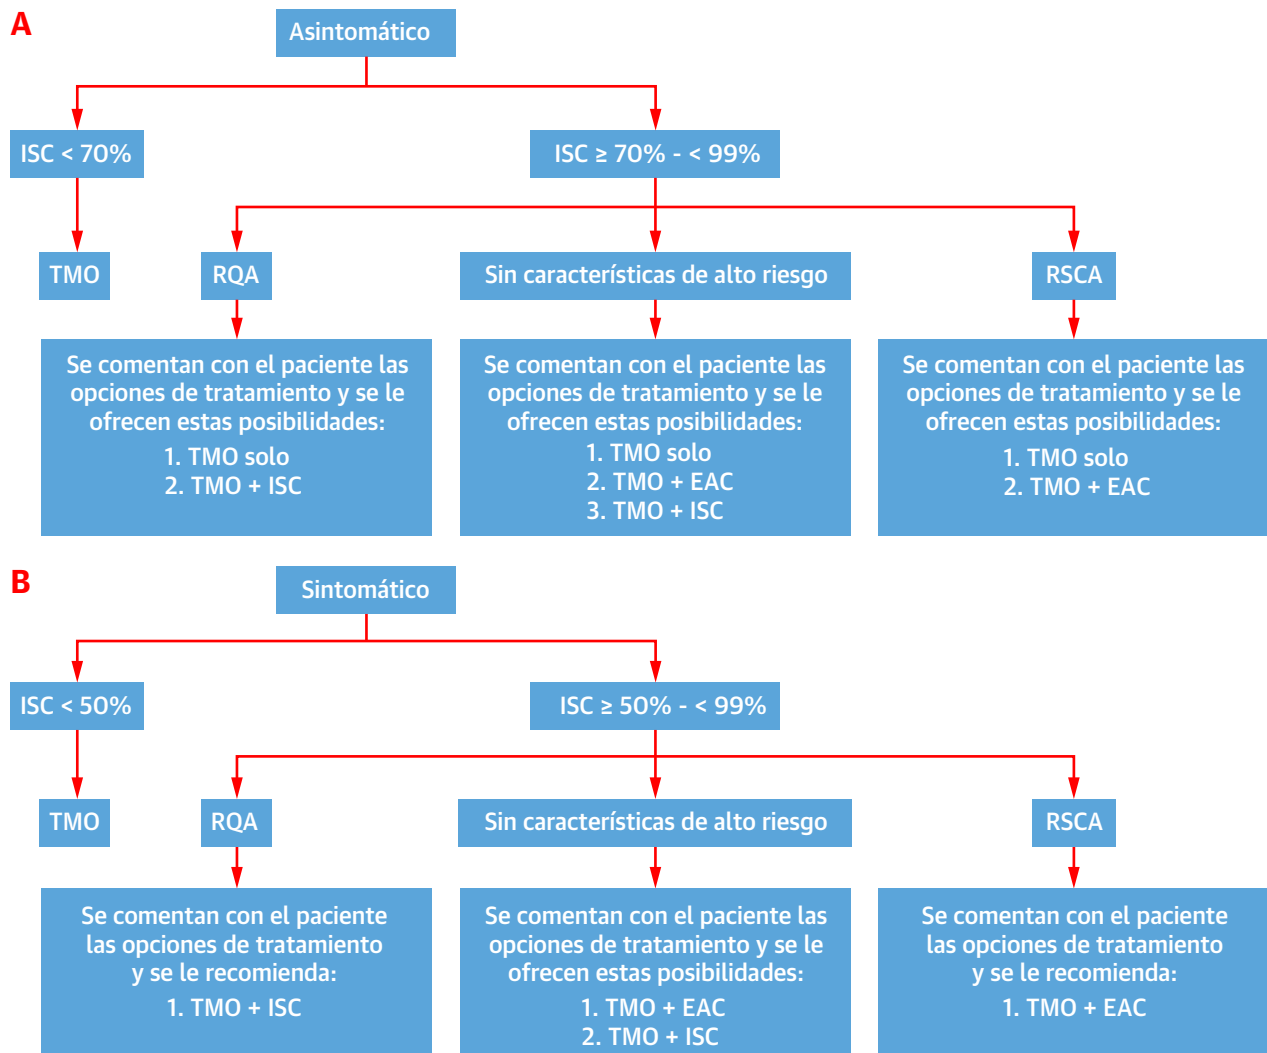 A
Asintomático
ISC < 70%
ISC ≥ 70% - < 99%
TMO
RQA
Sin características de alto riesgo
RSCA
Se comentan con el paciente las
opciones de tratamiento y se le
ofrecen estas posibilidades:
1. TMO solo
2. TMO + ISC
Se comentan con el paciente las
opciones de tratamiento y se le
ofrecen estas posibilidades:
1. TMO solo
2. TMO + EAC
3. TMO + ISC
Se comentan con el paciente las
opciones de tratamiento y se le
ofrecen estas posibilidades:
1. TMO solo
2. TMO + EAC
B
Sintomático
ISC < 50%
ISC ≥ 50% - < 99%
TMO
RQA
Sin características de alto riesgo
RSCA
Se comentan con el paciente
las opciones de tratamiento
y se le recomienda:
1. TMO + ISC
Se comentan con el paciente las
opciones de tratamiento y se le
ofrecen estas posibilidades:
1. TMO + EAC
2. TMO + ISC
Se comentan con el paciente
las opciones de tratamiento
y se le recomienda:
1. TMO + EAC